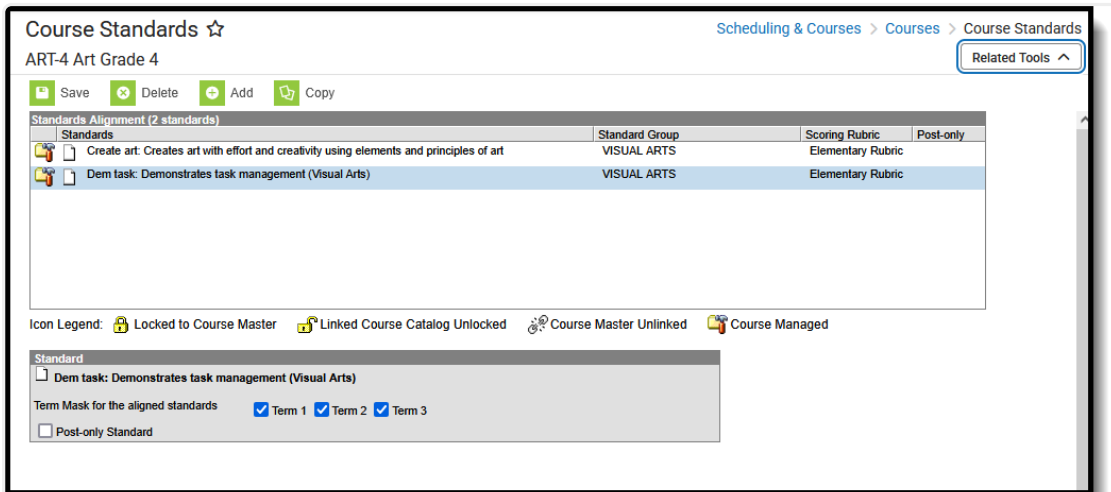 Course Standards
Scheduling & Courses > Courses > Course Standards
ART-4 Art Grade 4
Related Tools
Save Delete Add Copy
Standards Alignment (2 standards)
Standards Standard Group Scoring Rubric Post-only
Create art: Creates art with effort and creativity using elements and principles of art VISUAL ARTS Elementary Rubric
Dem task: Demonstrates task management (Visual Arts) VISUAL ARTS Elementary Rubric
Icon Legend: Locked to Course Master Linked Course Catalog Unlocked Course Master Unlinked Course Managed
Standard
Dem task: Demonstrates task management (Visual Arts)
Term Mask for the aligned standards Term 1 Term 2 Term 3
Post-only Standard